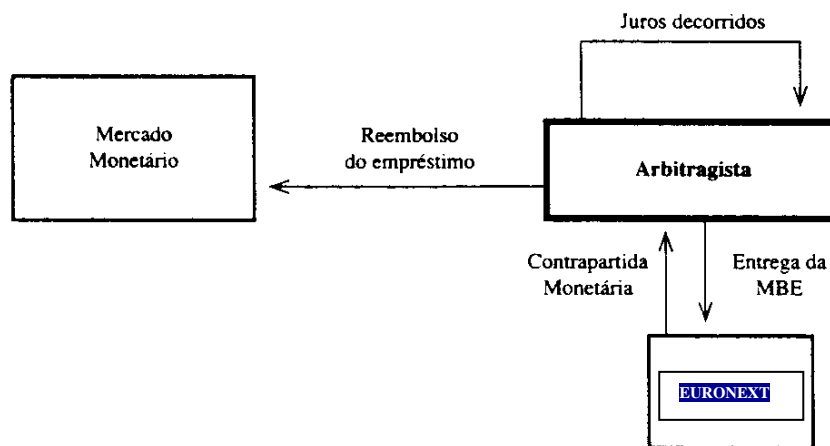 Juros decorridos
Mercado
Monetário
Reembolso
do empréstimo
Arbitragista
Contrapartida
Monetária
Entrega da
MBE
EURONEXT